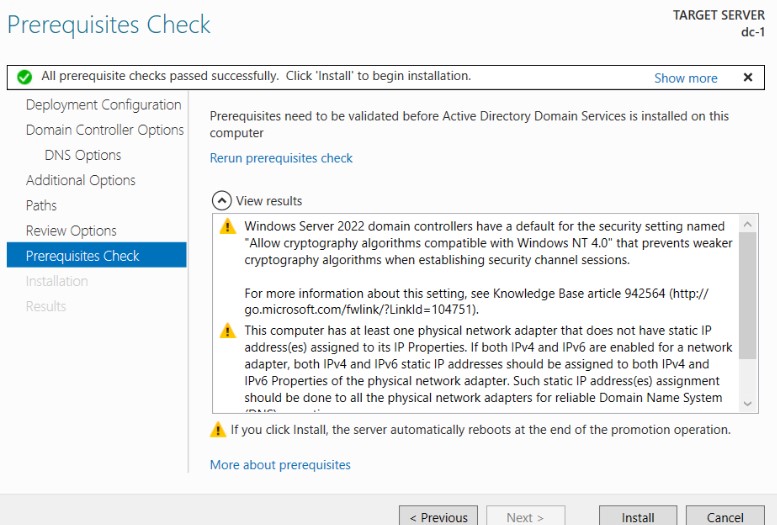 Prerequisites Check
TARGET SERVER
dc-1
All prerequisite checks passed successfully. Click 'Install' to begin installation.
Show more
Deployment Configuration
Domain Controller Options
DNS Options
Additional Options
Paths
Review Options
Prerequisites Check
Installation
Results
Prerequisites need to be validated before Active Directory Domain Services is installed on this
computer
Rerun prerequisites check
View results
Windows Server 2022 domain controllers have a default for the security setting named
"Allow cryptography algorithms compatible with Windows NT 4.0" that prevents weaker
cryptography algorithms when establishing security channel sessions.
For more information about this setting, see Knowledge Base article 942564 (http://
go.microsoft.com/fwlink/?LinkId=104751).
This computer has at least one physical network adapter that does not have static IP
address(es) assigned to its IP Properties. If both IPv4 and IPv6 are enabled for a network
adapter, both IPv4 and IPv6 static IP addresses should be assigned to both IPv4 and
IPv6 Properties of the physical network adapter. Such static IP address(es) assignment
should be done to all the physical network adapters for reliable Domain Name System
If you click Install, the server automatically reboots at the end of the promotion operation.
More about prerequisites
< Previous
Next >
Install
Cancel